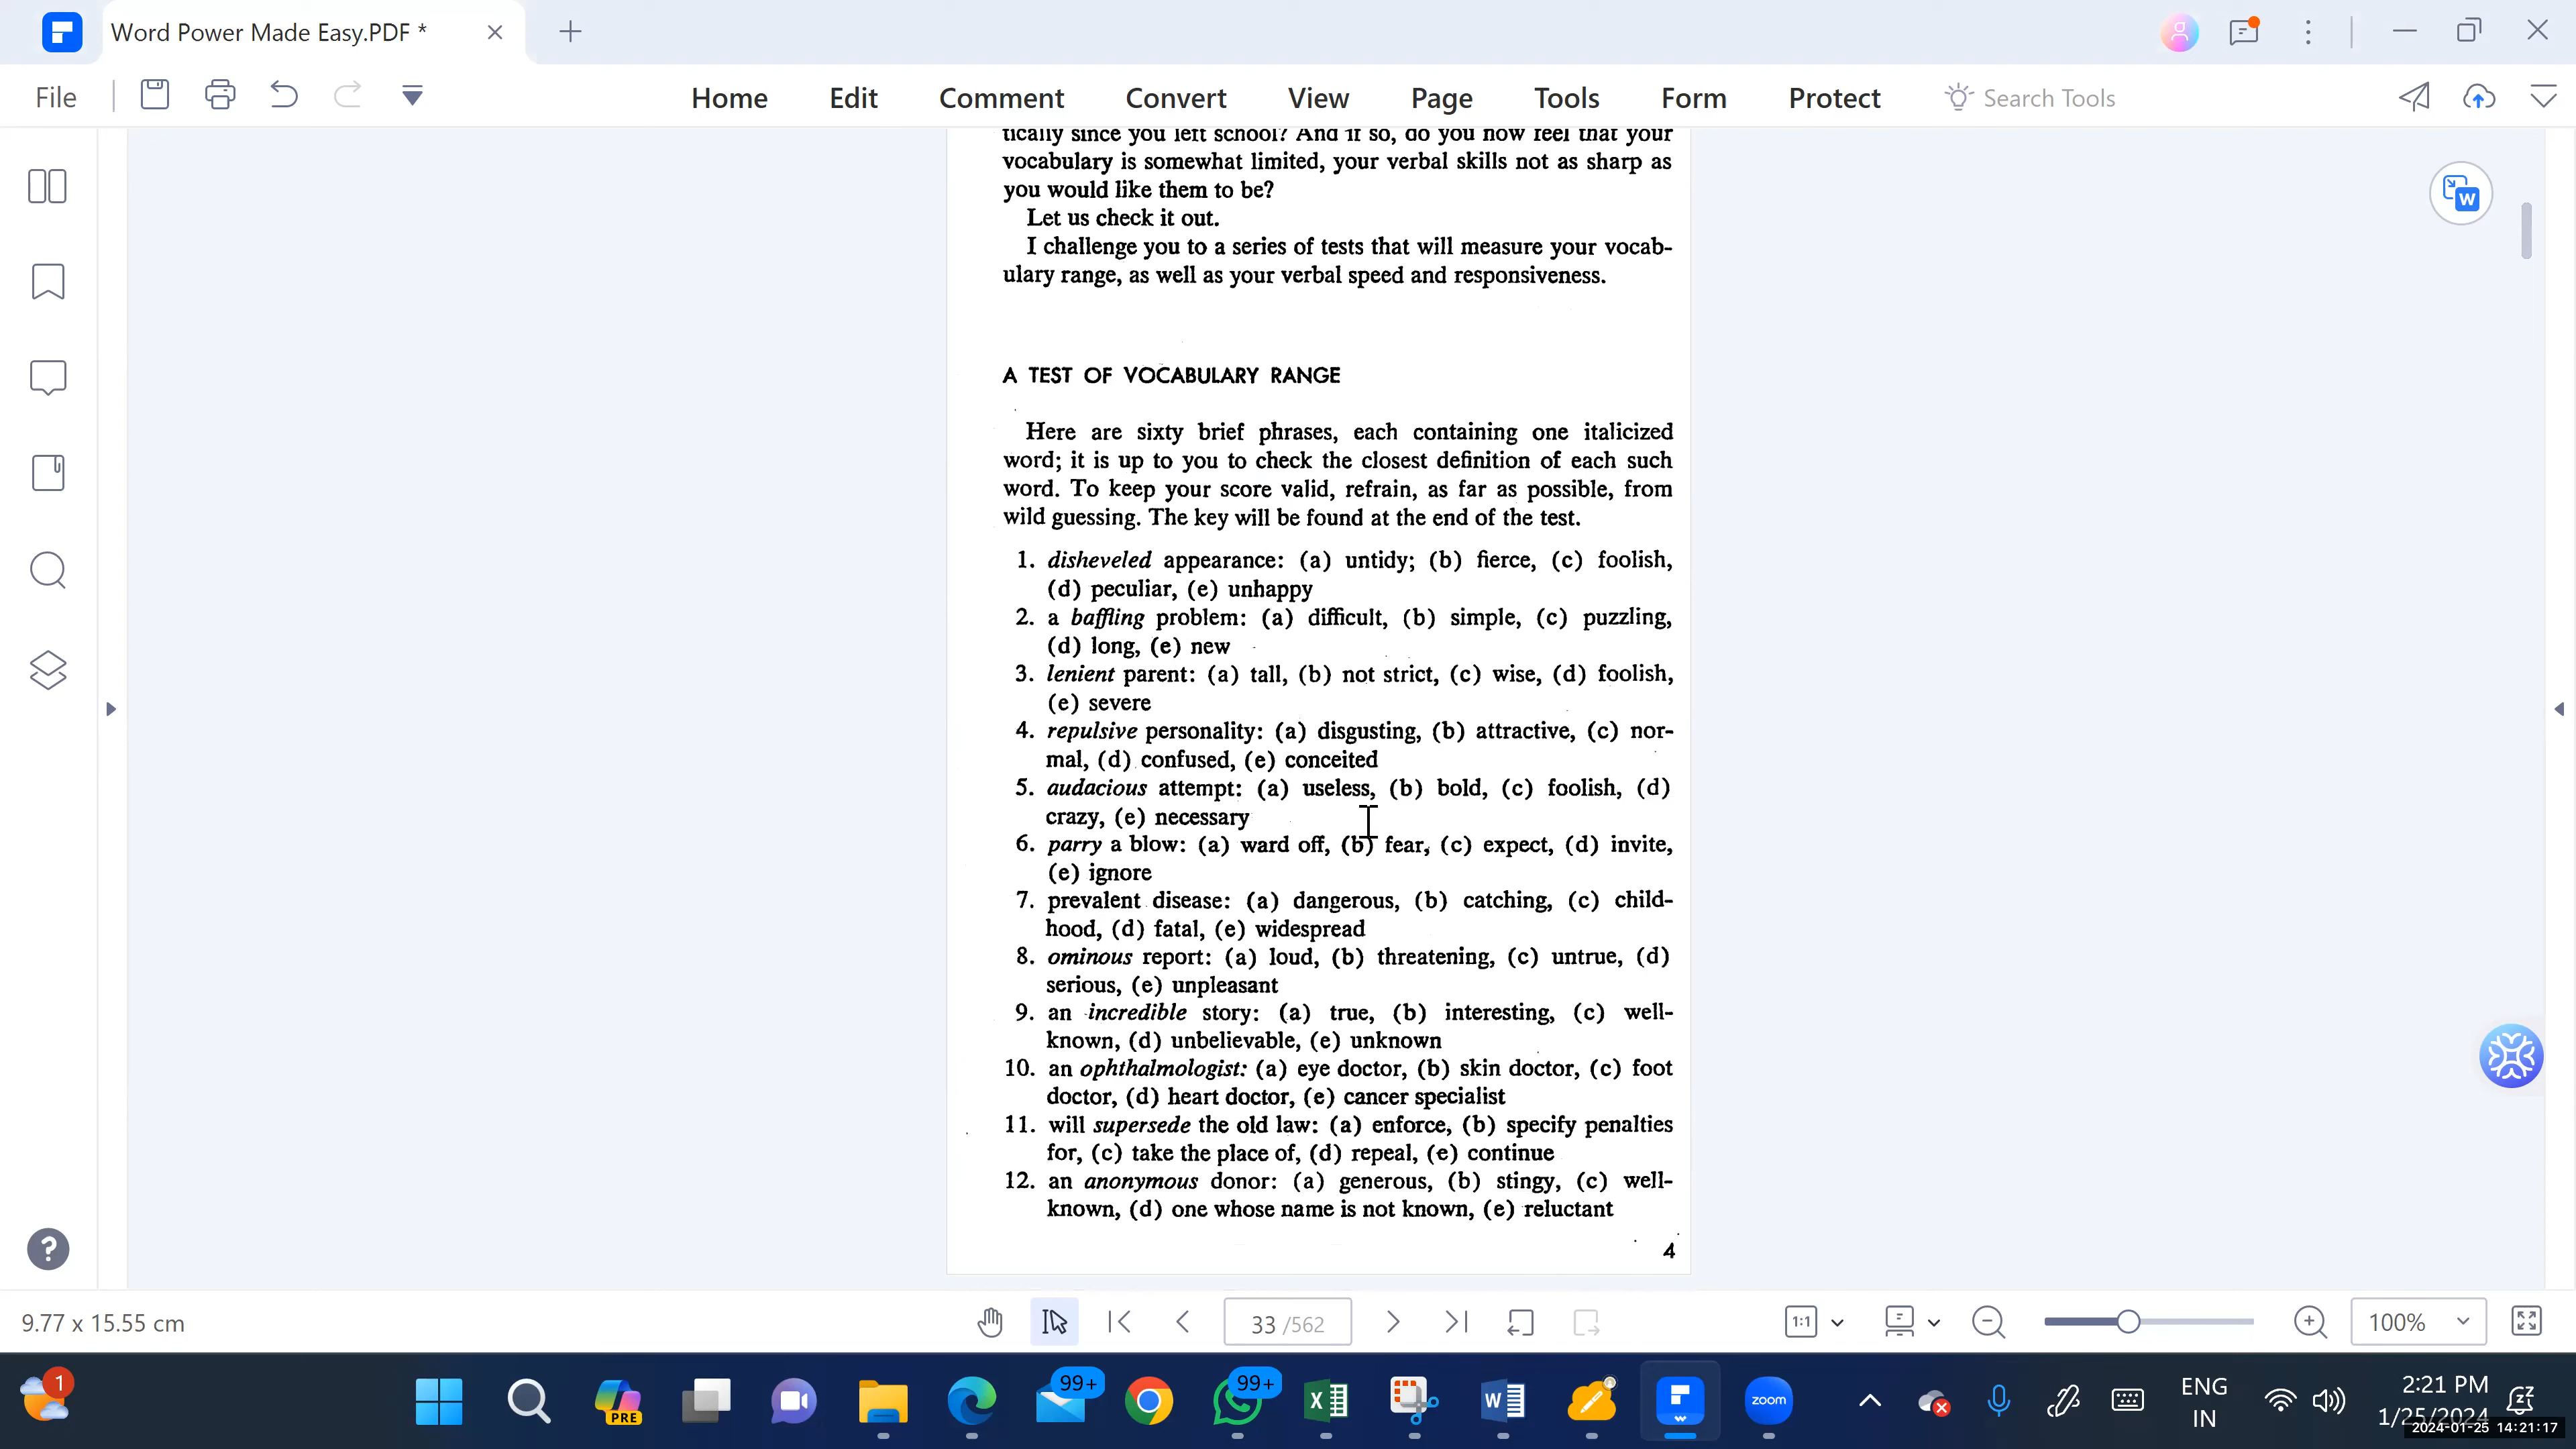 Word Power Made Easy.PDF *
File
Home
Edit
Comment
Convert
View
Page
Tools
Form
Protect
Search Tools
W
tically since you left school? And if so, do you now feel that your
vocabulary is somewhat limited, your verbal skills not as sharp as
you would like them to be?
Let us check it out.
I challenge you to a series of tests that will measure your vocab-
ulary range, as well as your verbal speed and responsiveness.
A TEST OF VOCABULARY RANGE
Here are sixty brief phrases, each containing one italicized
word; it is up to you to check the closest definition of each such
word. To keep your score valid, refrain, as far as possible, from
wild guessing. The key will be found at the end of the test.
1. disheveled appearance: (a) untidy; (b) fierce, (c) foolish,
(d) peculiar, (e) unhappy
2. a baffling problem: (a) difficult, (b) simple, (c) puzzling,
(d) long, (e) new
3. lenient parent: (a) tall, (b) not strict, (c) wise, (d) foolish,
(e) severe
4. repulsive personality: (a) disgusting, (b) attractive, (c) nor-
mal, (d) confused, (e) conceited
5. audacious attempt: (a) useless, (b) bold, (c) foolish, (d)
crazy, (e) necessary
6. parry a blow: (a) ward off, (b) fear, (c) expect, (d) invite,
(e) ignore
7. prevalent disease: (a) dangerous, (b) catching, (c) child-
hood, (d) fatal, (e) widespread
8. ominous report: (a) loud, (b) threatening, (c) untrue, (d)
serious, (e) unpleasant
9. an incredible story: (a) true, (b) interesting, (c) well-
known, (d) unbelievable, (e) unknown
10. an ophthalmologist: (a) eye doctor, (b) skin doctor, (c) foot
doctor, (d) heart doctor, (e) cancer specialist
11. will supersede the old law: (a) enforce, (b) specify penalties
for, (c) take the place of, (d) repeal, (e) continue
12. an anonymous donor: (a) generous, (b) stingy, (c) well-
known, (d) one whose name is not known, (e) reluctant
4
9.77 x 15.55 cm
33 /562
1:1
100%
1
PRE
99+
99+
X
W
zoom
ENG
IN
2:21 PM
1/25/2024
2024-01-25 14:21:17